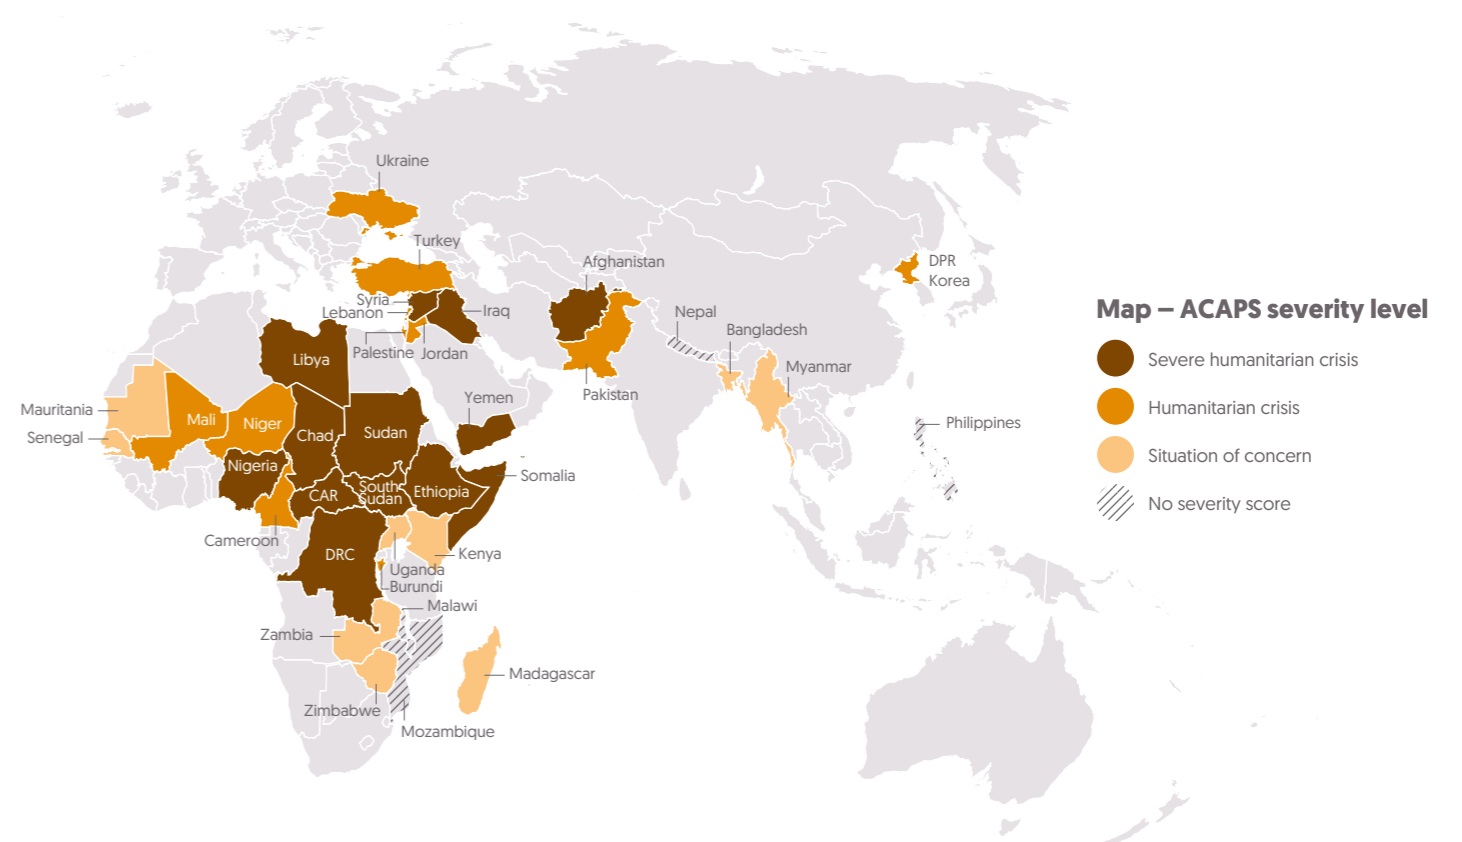 Ukraine
Turkey
Afghanistan
DPR
Korea
Syria
Lebanon
Iraq
Nepal
Map – ACAPS severity level
Bangladesh
Palestine
Jordan
Libya
Severe humanitarian crisis
Myanmar
Pakistan
Yemen
Mauritania
Humanitarian crisis
Mali
Niger
Philippines
Senegal
Chad
Sudan
Situation of concern
Nigeria
Somalia
South
Sudan
CAR
Ethiopia
No severity score
Cameroon
DRC
Kenya
Uganda
Burundi
Malawi
Zambia
Madagascar
Zimbabwe
Mozambique